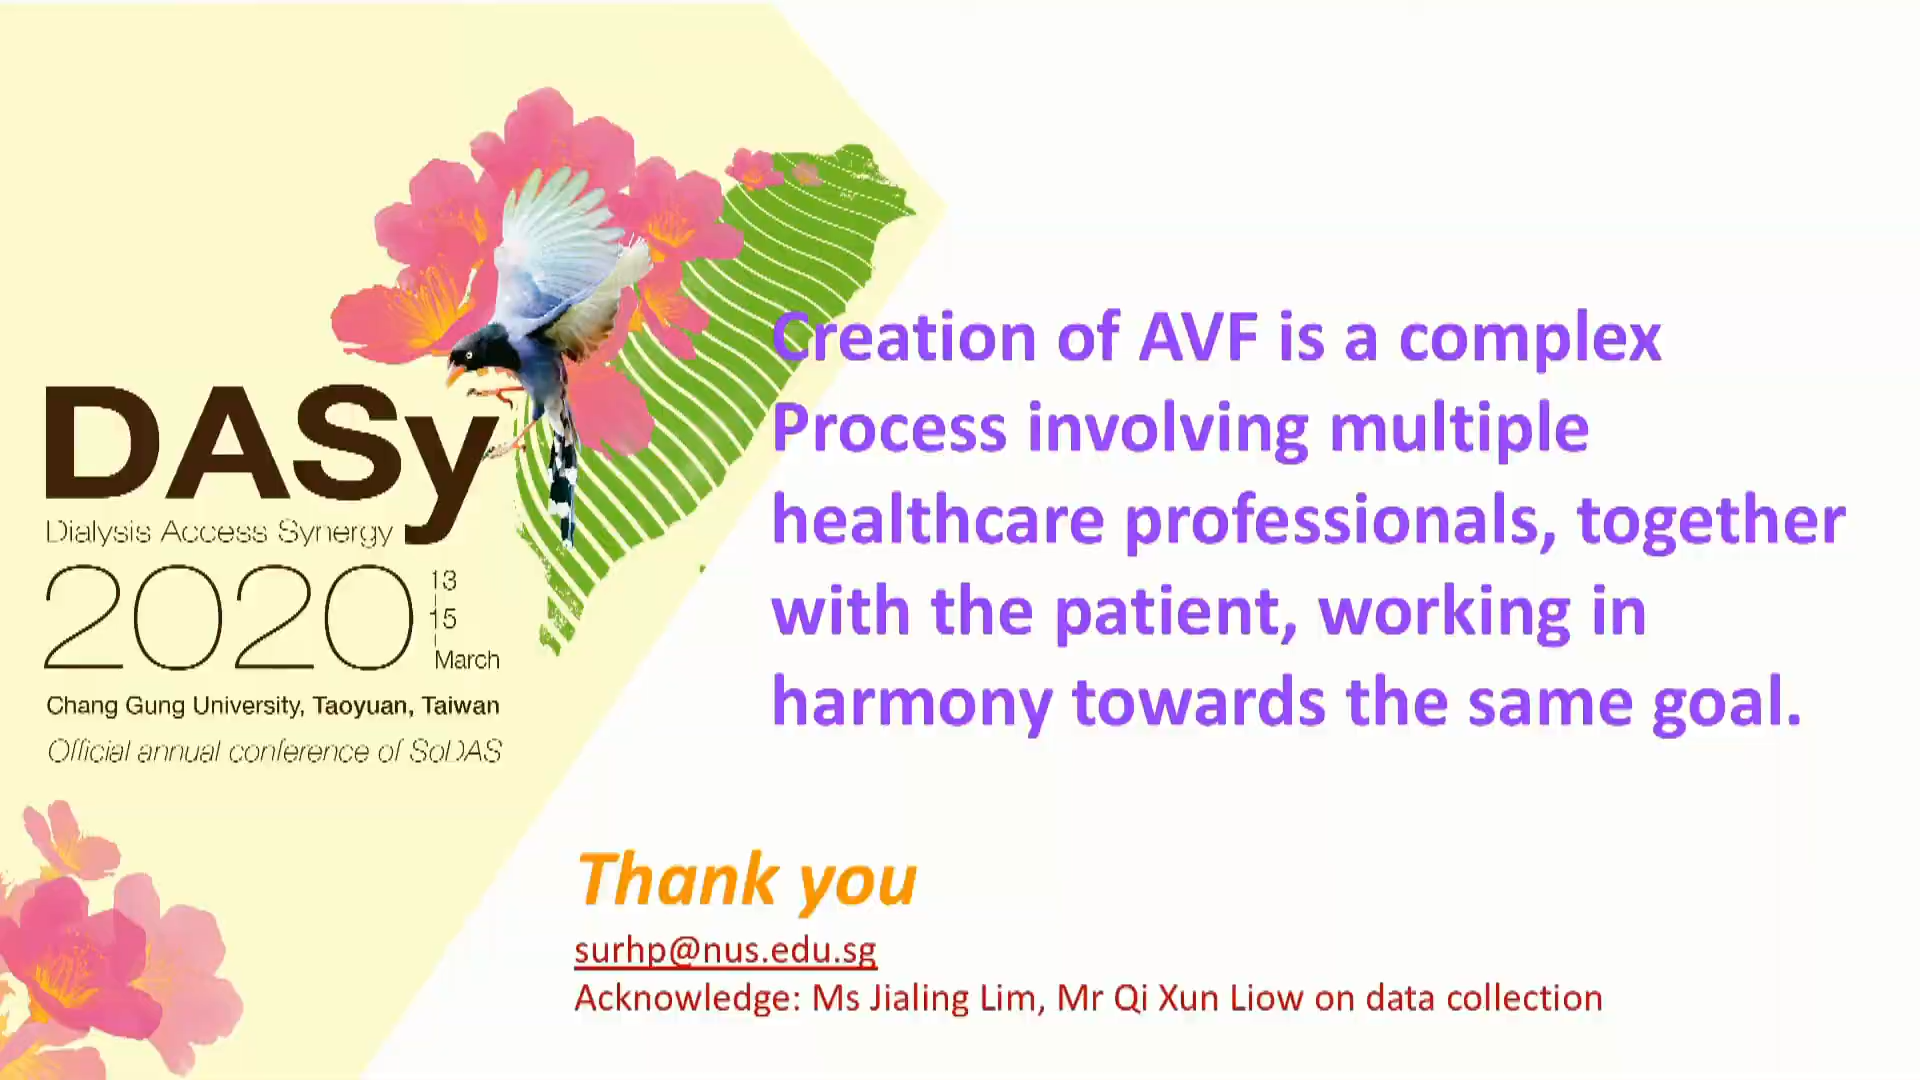 DASy
Dialysis Access Synergy
2020
13
15
March
Chang Gung University, Taoyuan, Taiwan
Official annual conference of SoDAS
Creation of AVF is a complex
Process involving multiple
healthcare professionals, together
with the patient, working in
harmony towards the same goal.
Thank you
surhp@nus.edu.sg
Acknowledge: Ms Jialing Lim, Mr Qi Xun Liow on data collection